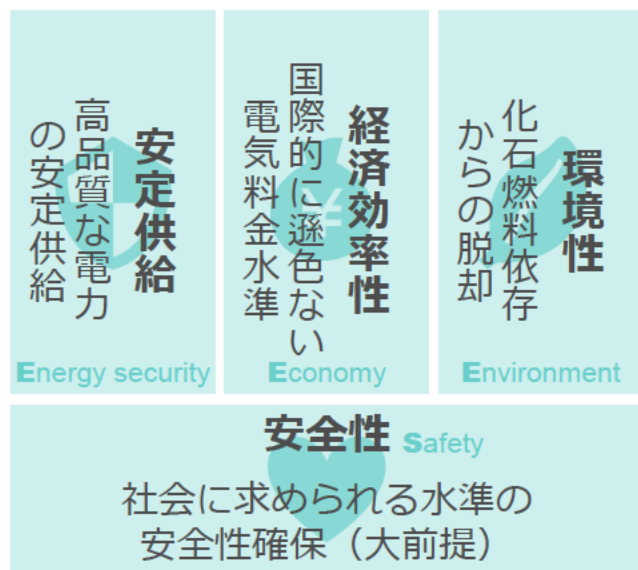 安定供給
高品質な電力
の安定供給
Energy security
経済効率性
国際的に遜色ない
電気料金水準
¥
Economy
環境性
化石燃料依存
からの脱却
Environment
安全性 Safety
社会に求められる水準の
安全性確保（大前提）